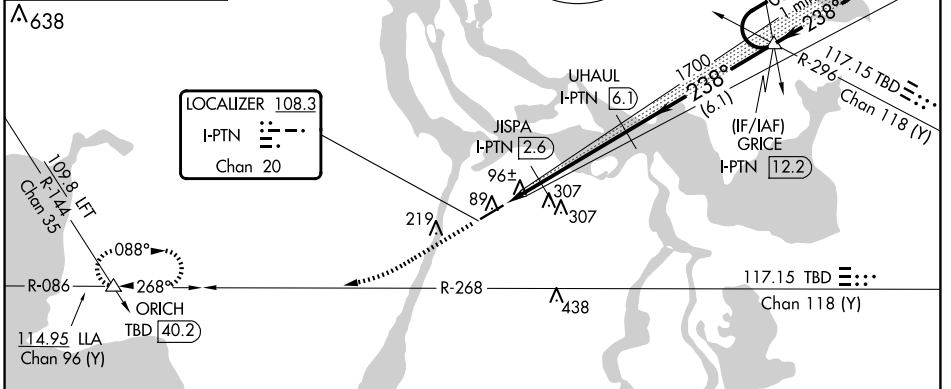 638
1 min
238°
1700
238°
(6.1)
117.15 TBD
R-296
Chan 118 (Y)
UHAUL
I-PTN 6.1
LOCALIZER 108.3
I-PTN
Chan 20
JISPA
I-PTN 2.6
(IF/IAF)
GRICE
I-PTN 12.2
96±
307
307
89
219
109.8 LFT
R-144
Chan 35
088°
R-086
268°
R-268
117.15 TBD
Chan 118 (Y)
ORICH
TBD 40.2
438
114.95 LLA
Chan 96 (Y)